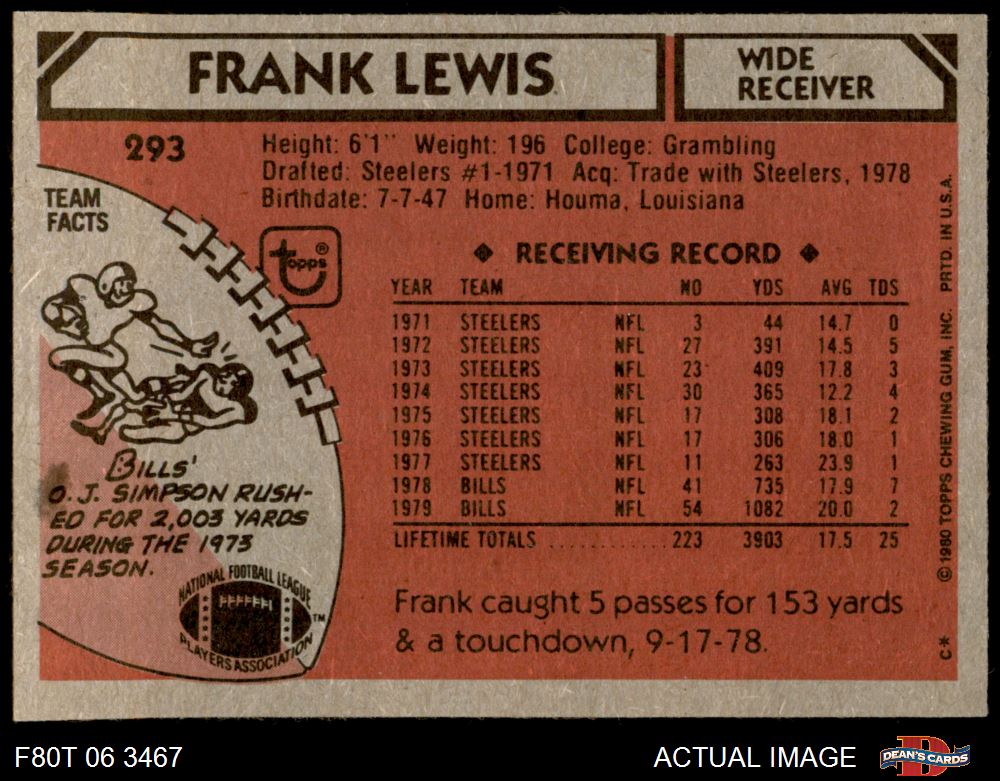 FRANK LEWIS
WIDE
RECEIVER
293
Height: 6'1" Weight: 196 College: Grambling
Drafted: Steelers #1-1971 Acq: Trade with Steelers, 1978
Birthdate: 7-7-47 Home: Houma, Louisiana
TEAM
FACTS
topps®
◆ RECEIVING RECORD ◆
YEAR TEAM NO YDS AVG TDS
1971 STEELERS NFL 3 44 14.7 0
1972 STEELERS NFL 27 391 14.5 5
1973 STEELERS NFL 23 409 17.8 3
1974 STEELERS NFL 30 365 12.2 4
1975 STEELERS NFL 17 308 18.1 2
1976 STEELERS NFL 17 306 18.0 1
1977 STEELERS NFL 11 263 23.9 1
1978 BILLS NFL 41 735 17.9 7
1979 BILLS NFL 54 1082 20.0 2
LIFETIME TOTALS ............ 223 3903 17.5 25
BILLS'
O. J. SIMPSON RUSH-
ED FOR 2,003 YARDS
DURING THE 1973
SEASON.
NATIONAL FOOTBALL LEAGUE
PLAYERS ASSOCIATION
TM
Frank caught 5 passes for 153 yards
& a touchdown, 9-17-78.
C* © 1980 TOPPS CHEWING GUM, INC. PRTD. IN U.S.A.
F80T 06 3467
ACTUAL IMAGE
DEAN'S CARDS